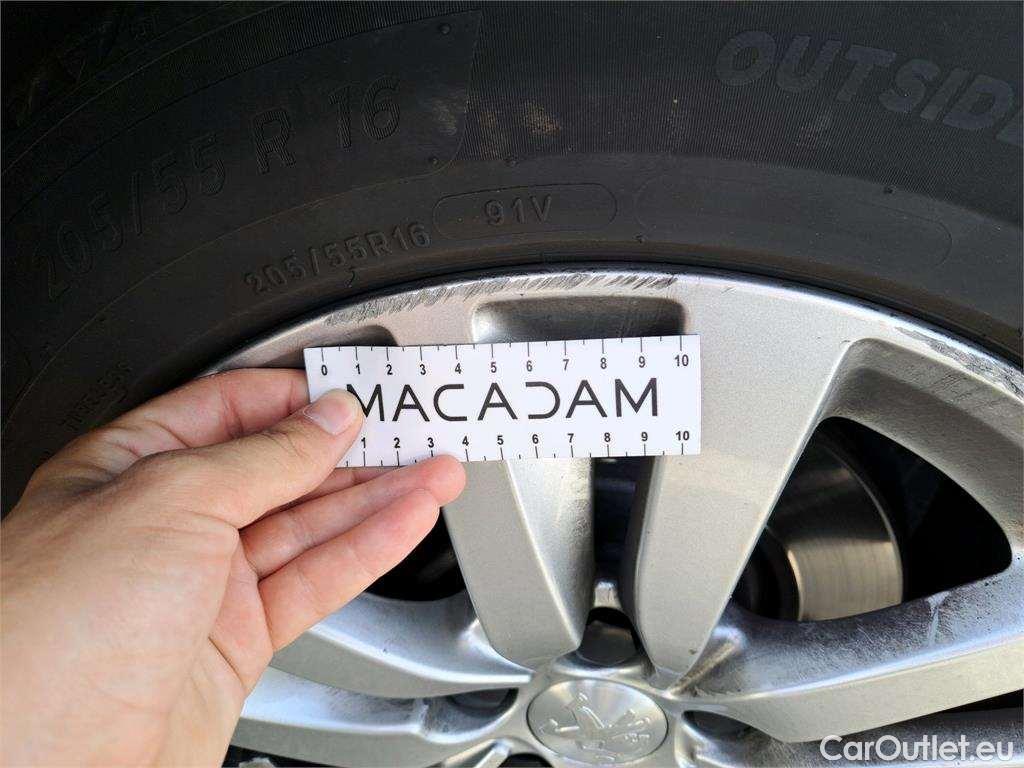 OUTSIDE
205/55 R 16
91V
205/55R16
0 1 2 3 4 5 6 7 8 9 10
MACADAM
1 2 3 4 5 6 7 8 9 10
CarOutlet.eu